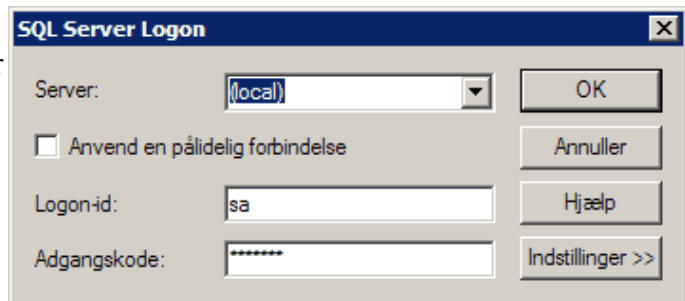 SQL Server Logon
Server: (local) OK
Anvend en pålidelig forbindelse Annuller
Logon-id: sa Hjælp
Adgangskode: ******* Indstillinger >>